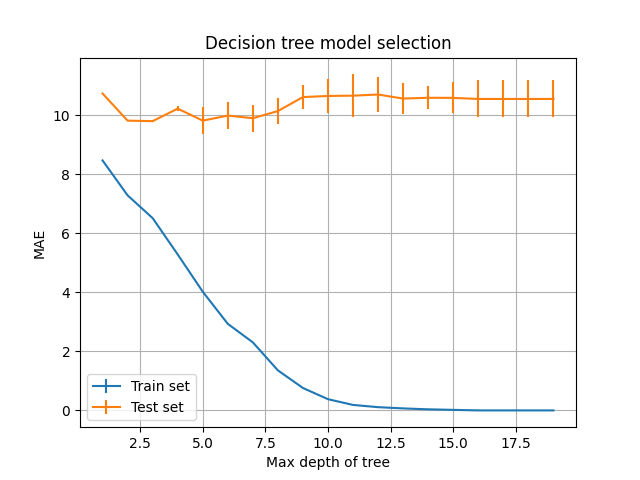 Decision tree model selection
MAE
10
8
6
4
2
0
Train set
Test set
2.5 5.0 7.5 10.0 12.5 15.0 17.5
Max depth of tree